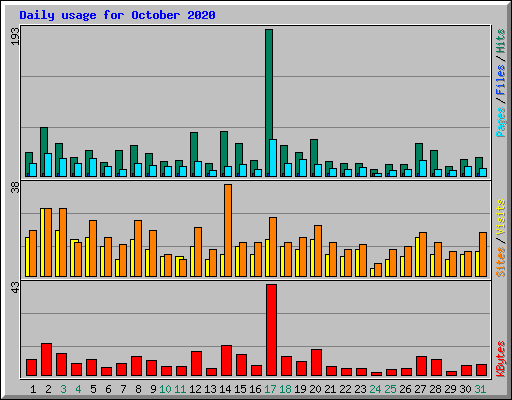 Daily usage for October 2020
193
Pages / Files / Hits
38
Sites / Visits
43
KBytes
1 2 3 4 5 6 7 8 9 10 11 12 13 14 15 16 17 18 19 20 21 22 23 24 25 26 27 28 29 30 31